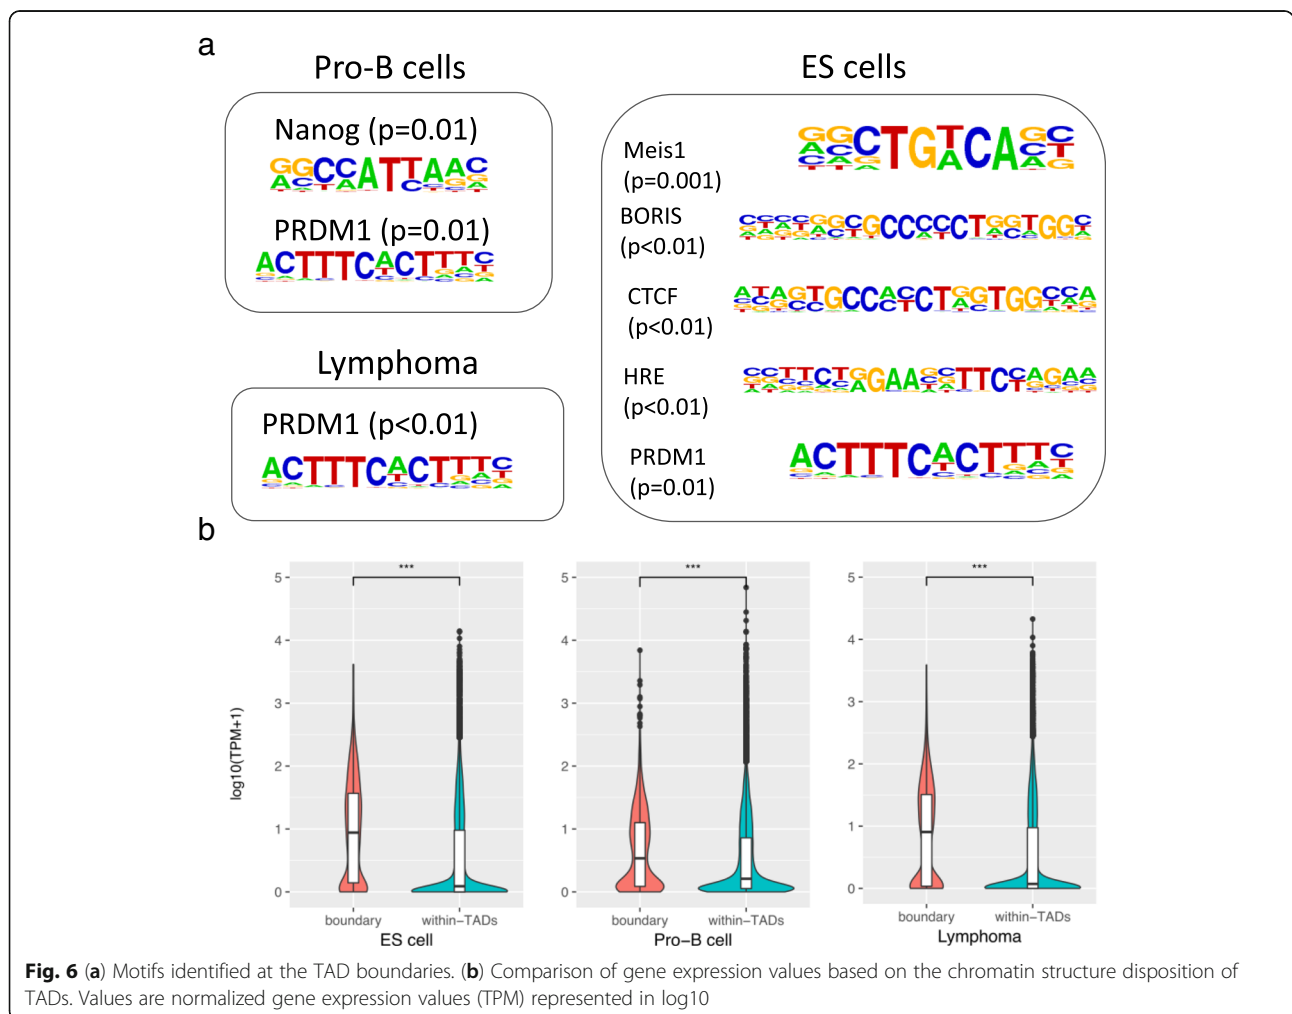 a
Pro-B cells
Nanog (p=0.01)
PRDM1 (p=0.01)
Lymphoma
PRDM1 (p<0.01)
ES cells
Meis1
(p=0.001)
BORIS
(p<0.01)
CTCF
(p<0.01)
HRE
(p<0.01)
PRDM1
(p=0.01)
b
log10(TPM+1)
***
5
4
3
2
1
0
boundary
within-TADs
ES cell
***
5
4
3
2
1
0
boundary
within-TADs
Pro-B cell
***
5
4
3
2
1
0
boundary
within-TADs
Lymphoma
Fig. 6 (a) Motifs identified at the TAD boundaries. (b) Comparison of gene expression values based on the chromatin structure disposition of
TADs. Values are normalized gene expression values (TPM) represented in log10